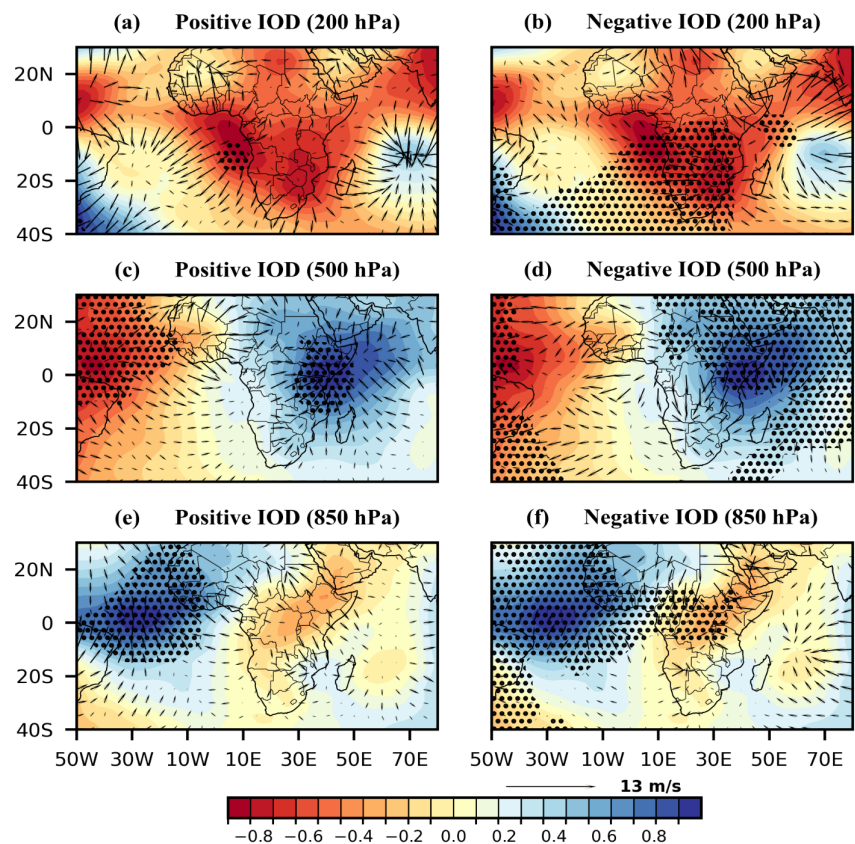 (a) Positive IOD (200 hPa)
(b) Negative IOD (200 hPa)
20N
0
20S
40S
(c) Positive IOD (500 hPa)
(d) Negative IOD (500 hPa)
20N
0
20S
40S
(e) Positive IOD (850 hPa)
(f) Negative IOD (850 hPa)
20N
0
20S
40S
50W 30W 10W 10E 30E 50E 70E
50W 30W 10W 10E 30E 50E 70E
13 m/s
−0.8 −0.6 −0.4 −0.2 0.0 0.2 0.4 0.6 0.8